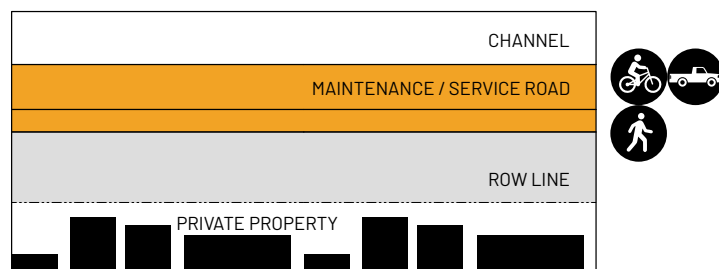 CHANNEL
MAINTENANCE / SERVICE ROAD
ROW LINE
PRIVATE PROPERTY